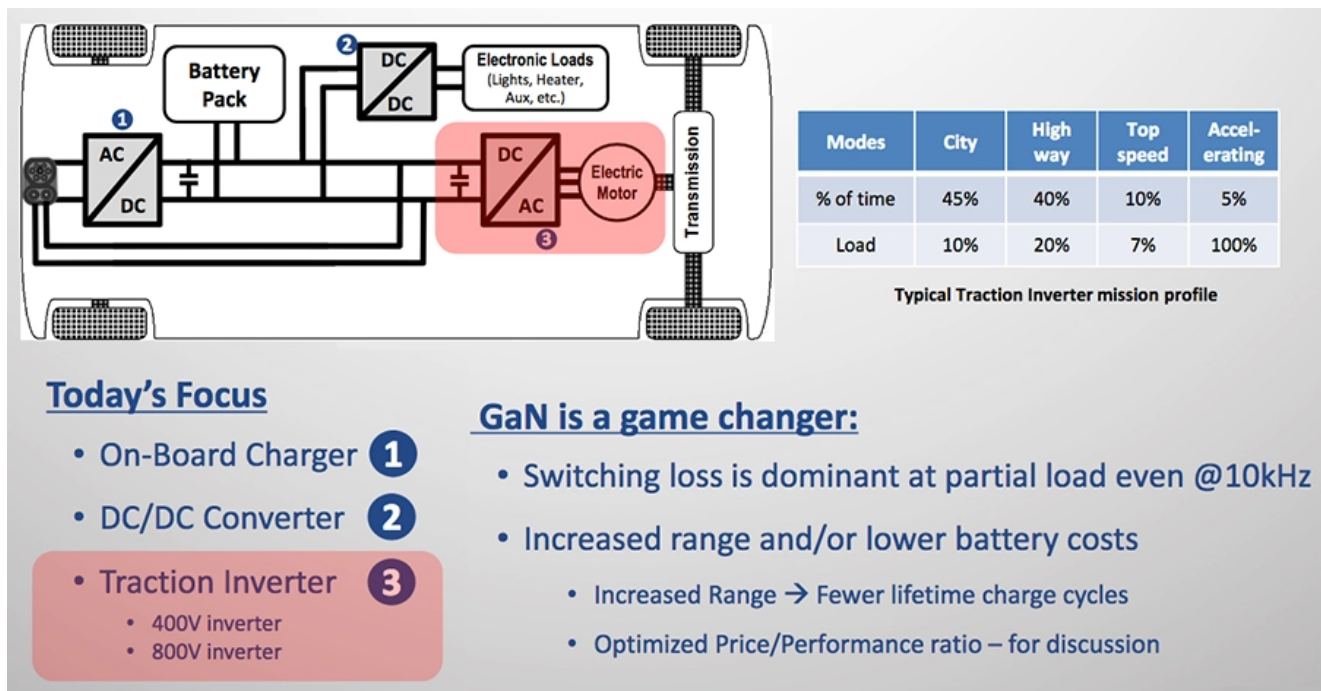 Battery
Pack
1
AC
DC
2
DC
DC
Electronic Loads
(Lights, Heater,
Aux, etc.)
DC
AC
3
Electric
Motor
Transmission
Modes City High way Top speed Accel-erating
% of time 45% 40% 10% 5%
Load 10% 20% 7% 100%
Typical Traction Inverter mission profile
Today's Focus
• On-Board Charger 1
• DC/DC Converter 2
• Traction Inverter 3
• 400V inverter
• 800V inverter
GaN is a game changer:
• Switching loss is dominant at partial load even @10kHz
• Increased range and/or lower battery costs
• Increased Range → Fewer lifetime charge cycles
• Optimized Price/Performance ratio – for discussion